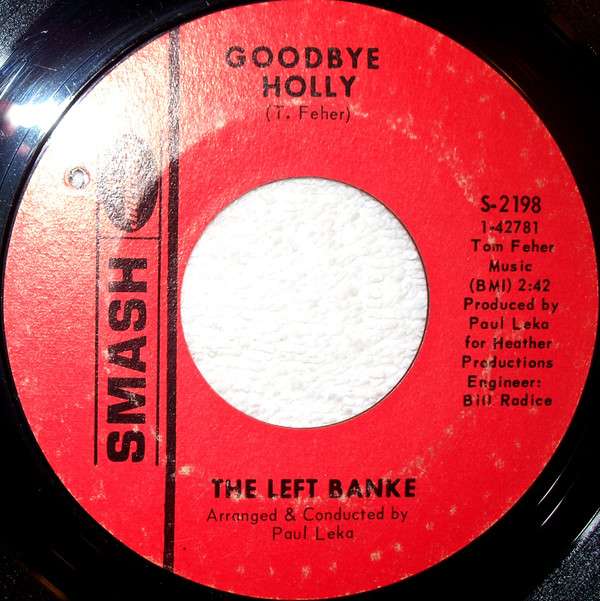 GOODBYE
HOLLY
(T. Feher)
SMASH
S-2198
1-42781
Tom Feher
Music
(BMI) 2:42
Produced by
Paul Leka
for Heather
Productions
Engineer:
Bill Radice
THE LEFT BANKE
Arranged & Conducted by
Paul Leka